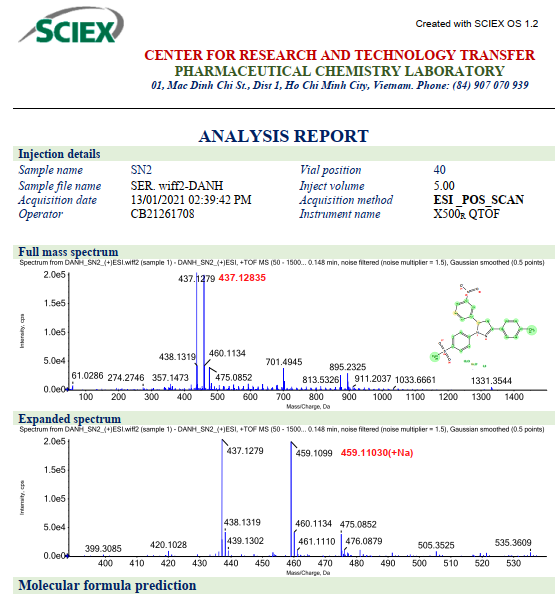 SCIEX
Created with SCIEX OS 1.2
CENTER FOR RESEARCH AND TECHNOLOGY TRANSFER
PHARMACEUTICAL CHEMISTRY LABORATORY
01, Mac Dinh Chi St., Dist 1, Ho Chi Minh City, Vietnam. Phone: (84) 907 070 939
ANALYSIS REPORT
Injection details
Sample name SN2 Vial position 40
Sample file name SER. wiff2-DANH Inject volume 5.00
Acquisition date 13/01/2021 02:39:42 PM Acquisition method ESI _POS_SCAN
Operator CB21261708 Instrument name X500R QTOF
Full mass spectrum
Spectrum from DANH_SN2_(+)ESI.wiff2 (sample 1) - DANH_SN2_(+)ESI, +TOF MS (50 - 1500... 0.148 min, noise filtered (noise multiplier = 1.5), Gaussian smoothed (0.5 points)
Intensity, cps
2.0e5
1.5e5
1.0e5
5.0e4
0.0e0
437.1279 437.12835
438.1319 460.1134
61.0286 274.2746 357.1473 475.0852 701.4945 813.5326 895.2325 911.2037 1033.6661 1331.3544
100 200 300 400 500 600 700 800 900 1000 1100 1200 1300 1400
Mass/Charge, Da
Expanded spectrum
Spectrum from DANH_SN2_(+)ESI.wiff2 (sample 1) - DANH_SN2_(+)ESI, +TOF MS (50 - 1500... 0.148 min, noise filtered (noise multiplier = 1.5), Gaussian smoothed (0.5 points)
Intensity, cps
2.0e5
1.5e5
1.0e5
5.0e4
0.0e0
437.1279 459.1099 459.11030(+Na)
438.1319 460.1134 475.0852
399.3085 420.1028 439.1302 461.1110 476.0879 505.3525 535.3609
400 410 420 430 440 450 460 470 480 490 500 510 520 530
Mass/Charge, Da
Molecular formula prediction